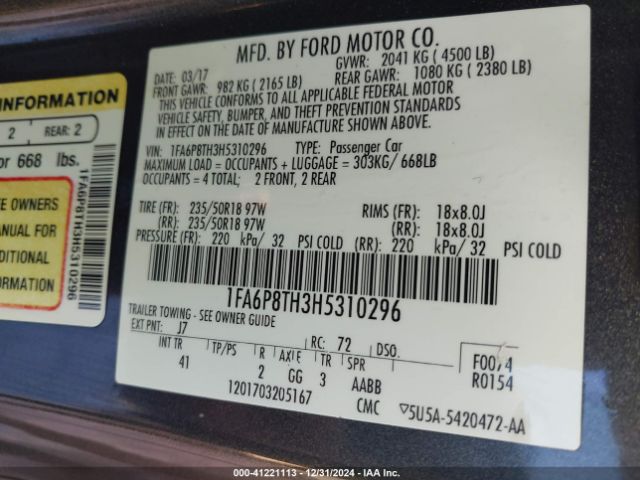 MFD. BY FORD MOTOR CO.
03/17
GVWR: 2041 KG ( 4500 LB)
FRONT GAWR: 982 KG ( 2165 LB)
REAR GAWR: 1080 KG ( 2380 LB)
THIS VEHICLE CONFORMS TO ALL APPLICABLE FEDERAL MOTOR
VEHICLE SAFETY, BUMPER, AND THEFT PREVENTION STANDARDS
IN EFFECT ON THE DATE OF MANUFACTURE SHOWN ABOVE.
VIN: 1FA6P8TH3H5310296 TYPE: Passenger Car
MAXIMUM LOAD = OCCUPANTS + LUGGAGE = 303KG/ 668LB
OCCUPANTS = 4 TOTAL; 2 FRONT, 2 REAR
TIRE (FR): 235/50R18 97W RIMS (FR): 18x8.0J
(RR): 235/50R18 97W (RR): 18x8.0J
PRESSURE (FR): 220 kPa/ 32 PSI COLD (RR): 220 kPa/ 32 PSI COLD
1FA6P8TH3H5310296
TRAILER TOWING - SEE OWNER GUIDE
EXT PNT: J7 RC: 72 DSO:
INT TR TP/PS R AXLE TR SPR
41 2 GG 3 AABB
F0074
R0154
1201703205167 CMC 5U5A-5420472-AA
INFORMATION
2 REAR: 2
or 668 lbs.
E OWNERS
MANUAL FOR
DITIONAL
FORMATION
1FA6P8TH3H5310296
000-41221113 - 12/31/2024 - IAA Inc.